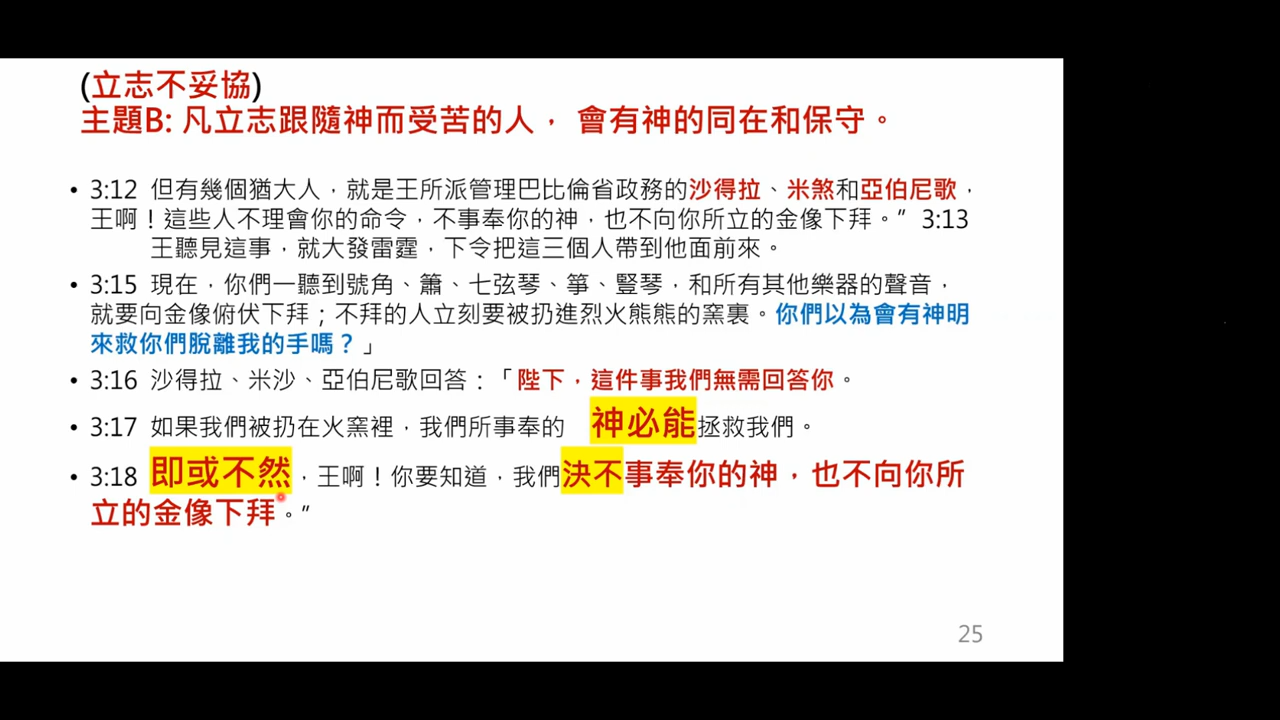 (立志不妥協)
主題B: 凡立志跟隨神而受苦的人， 會有神的同在和保守。
• 3:12 但有幾個猶大人，就是王所派管理巴比倫省政務的沙得拉、米煞和亞伯尼歌，
王啊！這些人不理會你的命令，不事奉你的神，也不向你所立的金像下拜。” 3:13
王聽見這事，就大發雷霆，下令把這三個人帶到他面前來。
• 3:15 現在，你們一聽到號角、簫、七弦琴、箏、豎琴，和所有其他樂器的聲音，
就要向金像俯伏下拜；不拜的人立刻要被扔進烈火熊熊的窯裏。你們以為會有神明
來救你們脫離我的手嗎？」
• 3:16 沙得拉、米沙、亞伯尼歌回答：「陛下，這件事我們無需回答你。
• 3:17 如果我們被扔在火窯裡，我們所事奉的 神必能拯救我們。
• 3:18 即或不然，王啊！你要知道，我們決不事奉你的神，也不向你所
立的金像下拜。”
25